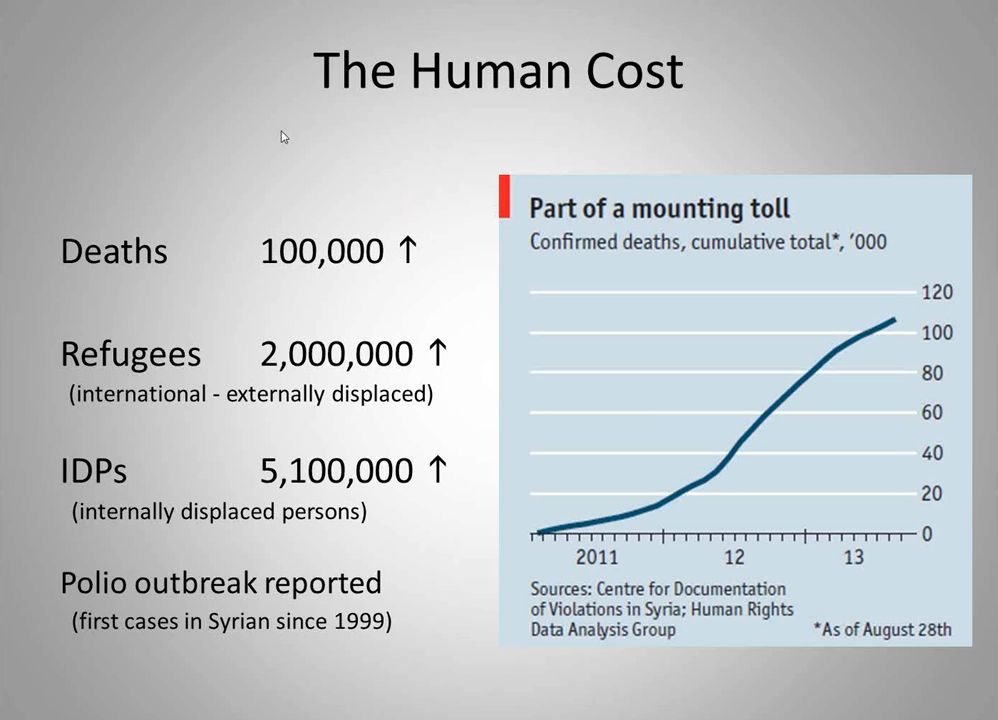 The Human Cost
Deaths 100,000 ↑
Refugees 2,000,000 ↑
(international - externally displaced)
IDPs 5,100,000 ↑
(internally displaced persons)
Polio outbreak reported
(first cases in Syrian since 1999)
Part of a mounting toll
Confirmed deaths, cumulative total*, ’000
120
100
80
60
40
20
0
2011 12 13
Sources: Centre for Documentation
of Violations in Syria; Human Rights
Data Analysis Group *As of August 28th